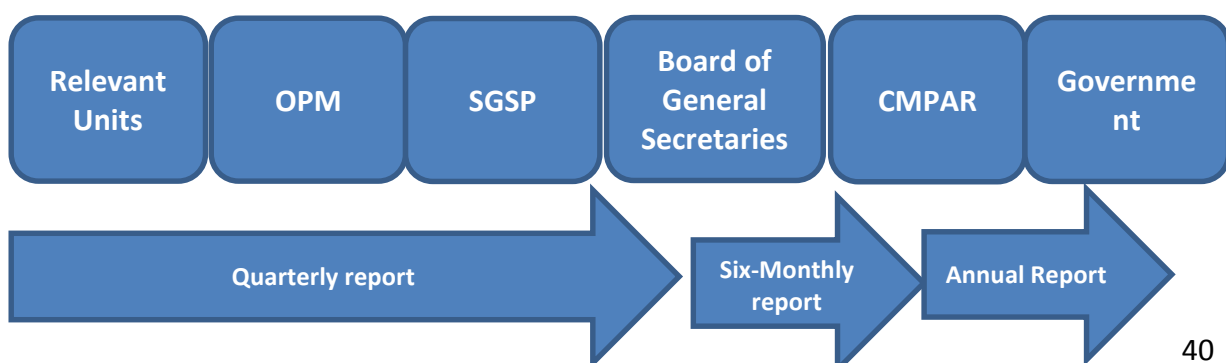 Relevant
Units
OPM
SGSP
Board of
General
Secretaries
CMPAR
Governme
nt
Quarterly report
Six-Monthly
report
Annual Report
40